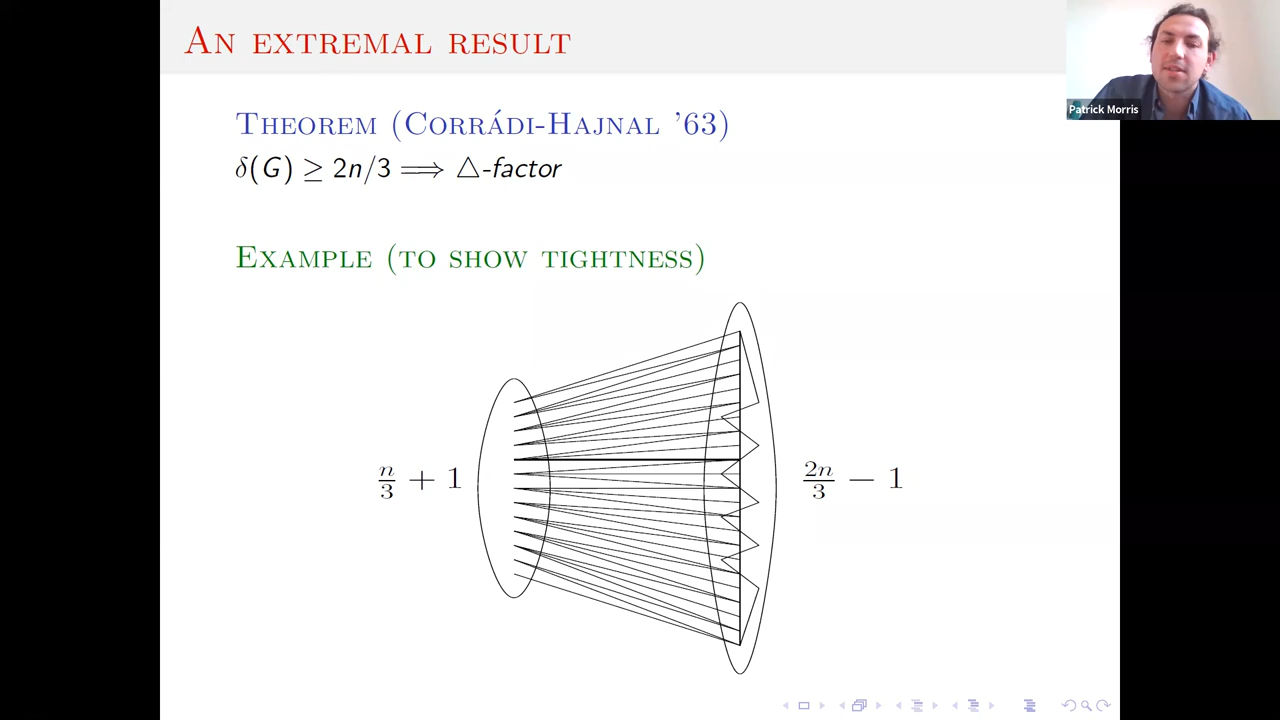 AN EXTREMAL RESULT
Patrick Morris
THEOREM (CORRÁDI-HAJNAL '63)
δ(G) ≥ 2n/3 ⟹ △-factor
EXAMPLE (TO SHOW TIGHTNESS)
n/3 + 1
2n/3 − 1